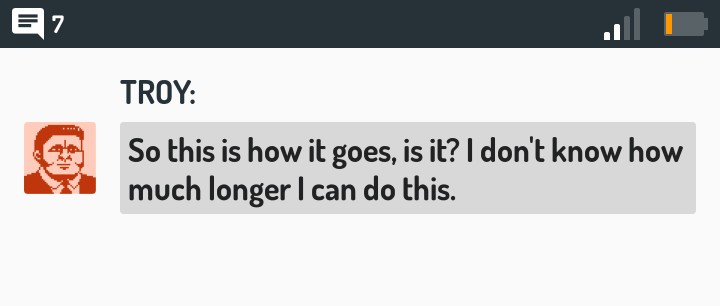 7
TROY:
So this is how it goes, is it? I don't know how
much longer I can do this.